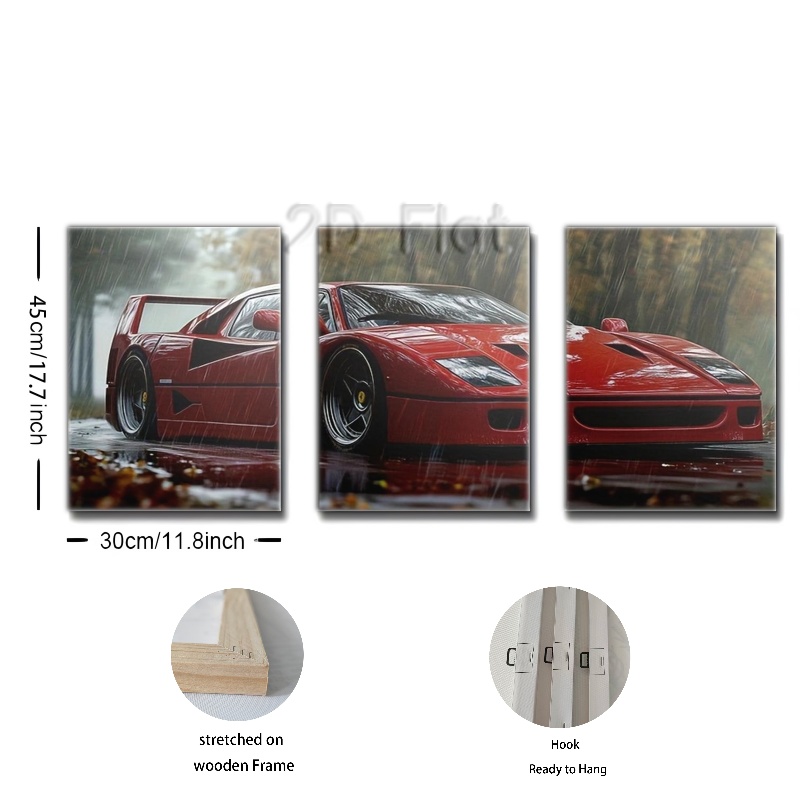 2D Flat
45cm/17.7inch
30cm/11.8inch
stretched on
wooden Frame
Hook
Ready to Hang